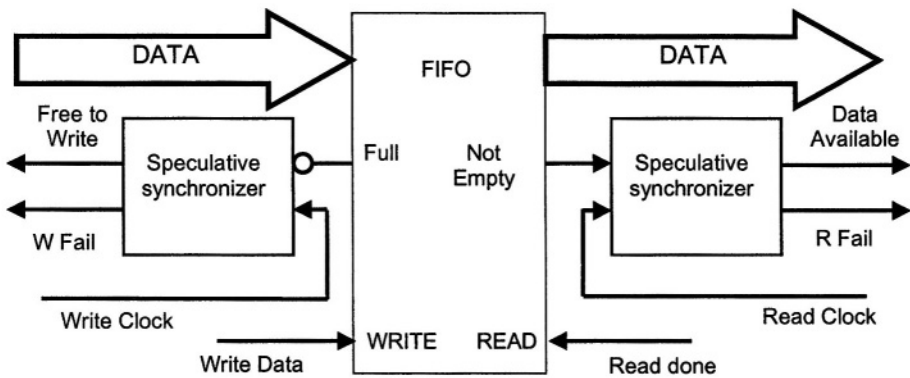 DATA
DATA
FIFO
Free to
Write
Data
Available
Speculative
synchronizer
Full
Not
Empty
Speculative
synchronizer
W Fail
R Fail
Write Clock
Read Clock
WRITE
READ
Write Data
Read done